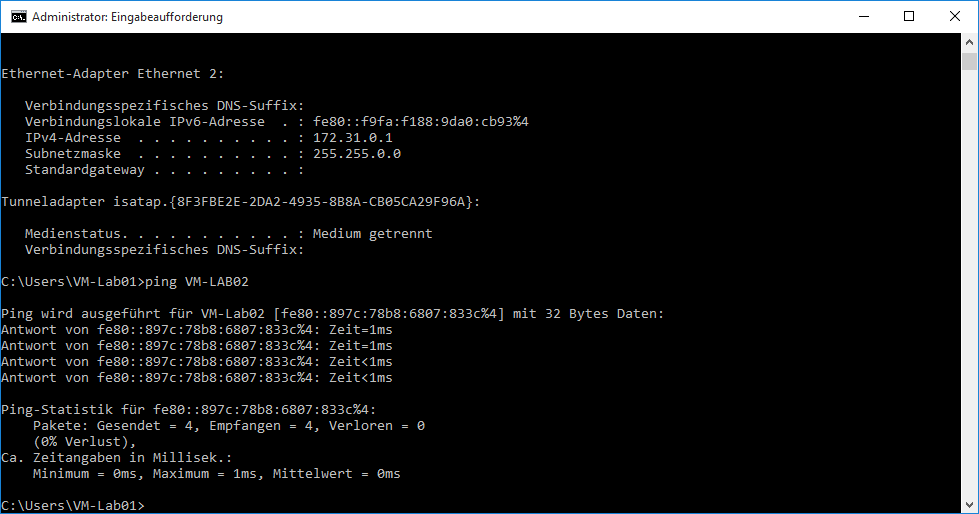 Administrator: Eingabeaufforderung
Ethernet-Adapter Ethernet 2:
Verbindungsspezifisches DNS-Suffix:
Verbindungslokale IPv6-Adresse  . : fe80::f9fa:f188:9da0:cb93%4
IPv4-Adresse  . . . . . . . . . . : 172.31.0.1
Subnetzmaske  . . . . . . . . . . : 255.255.0.0
Standardgateway . . . . . . . . . :
Tunneladapter isatap.{8F3FBE2E-2DA2-4935-8B8A-CB05CA29F96A}:
Medienstatus. . . . . . . . . . . : Medium getrennt
Verbindungsspezifisches DNS-Suffix:
C:\Users\VM-Lab01>ping VM-LAB02
Ping wird ausgeführt für VM-Lab02 [fe80::897c:78b8:6807:833c%4] mit 32 Bytes Daten:
Antwort von fe80::897c:78b8:6807:833c%4: Zeit=1ms
Antwort von fe80::897c:78b8:6807:833c%4: Zeit=1ms
Antwort von fe80::897c:78b8:6807:833c%4: Zeit<1ms
Antwort von fe80::897c:78b8:6807:833c%4: Zeit<1ms
Ping-Statistik für fe80::897c:78b8:6807:833c%4:
Pakete: Gesendet = 4, Empfangen = 4, Verloren = 0
(0% Verlust),
Ca. Zeitangaben in Millisek.:
Minimum = 0ms, Maximum = 1ms, Mittelwert = 0ms
C:\Users\VM-Lab01>